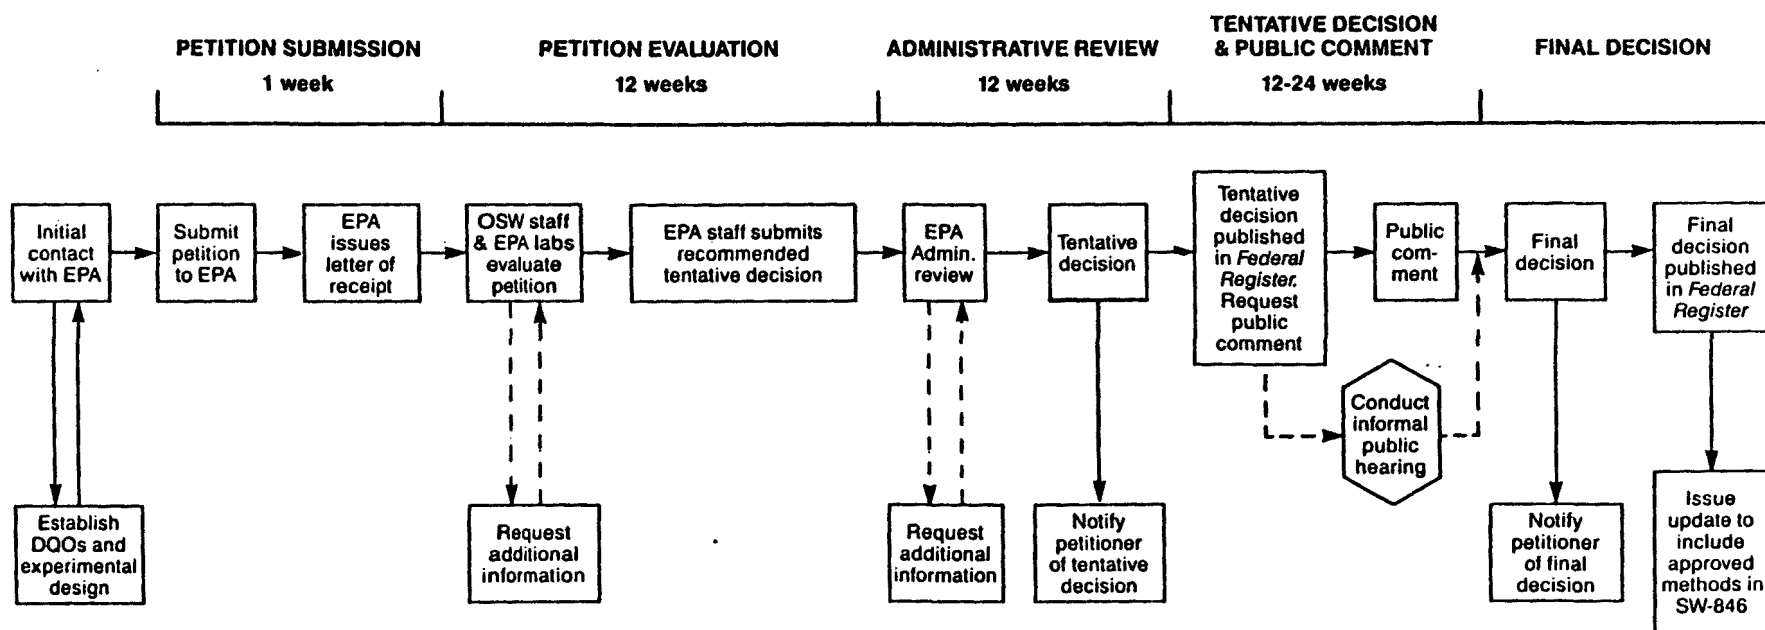 PETITION SUBMISSION
1 week
PETITION EVALUATION
12 weeks
ADMINISTRATIVE REVIEW
12 weeks
TENTATIVE DECISION
& PUBLIC COMMENT
12-24 weeks
FINAL DECISION
Initial
contact
with EPA
Submit
petition
to EPA
EPA
issues
letter of
receipt
OSW staff
& EPA labs
evaluate
petition
EPA staff submits
recommended
tentative decision
EPA
Admin.
review
Tentative
decision
Tentative
decision
published
in Federal
Register.
Request
public
comment
Public
com-
ment
Final
decision
Final
decision
published
in Federal
Register
Conduct
informal
public
hearing
Establish
DQOs and
experimental
design
Request
additional
information
Request
additional
information
Notify
petitioner
of tentative
decision
Notify
petitioner
of final
decision
Issue
update to
include
approved
methods in
SW-846